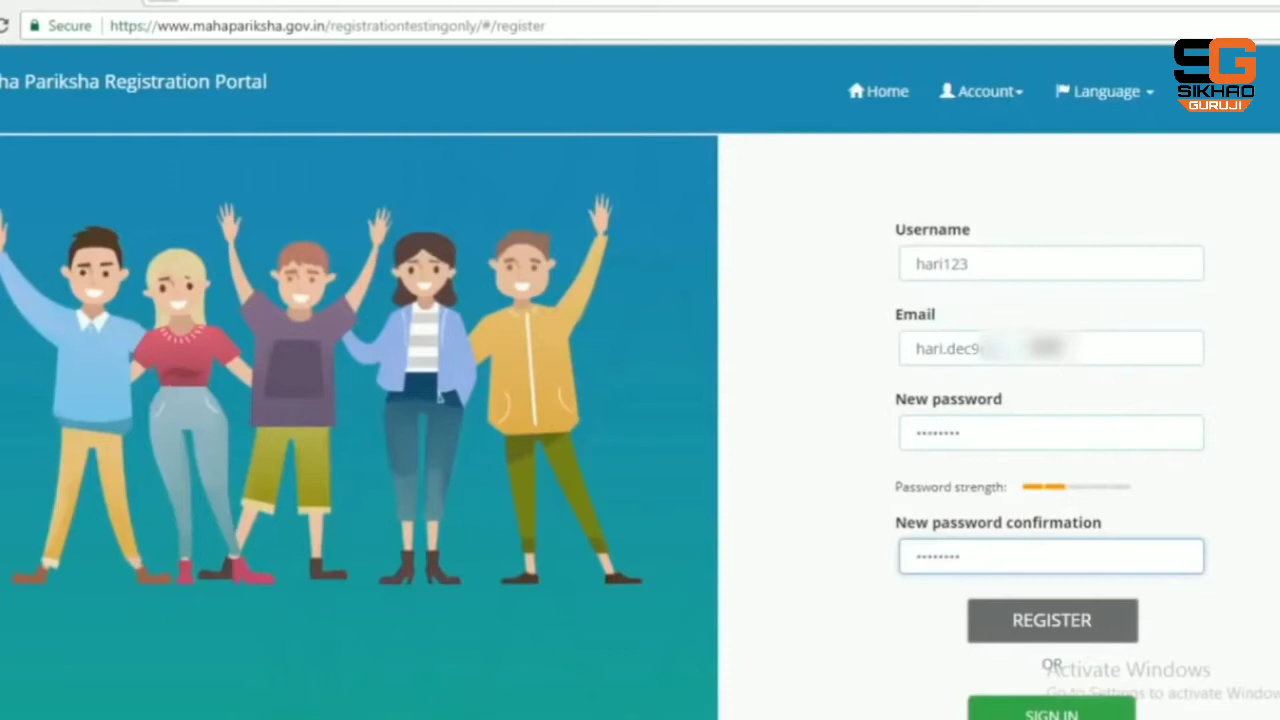 Secure https://www.mahapariksha.gov.in/registrationtestingonly/#/register
ha Pariksha Registration Portal
Home Account Language
SG
SIKHAO
GURUJI
Username
hari123
Email
hari.dec9
New password
••••••••
Password strength:
New password confirmation
••••••••
REGISTER
OR
Activate Windows
Go to Settings to activate Window
SIGN IN